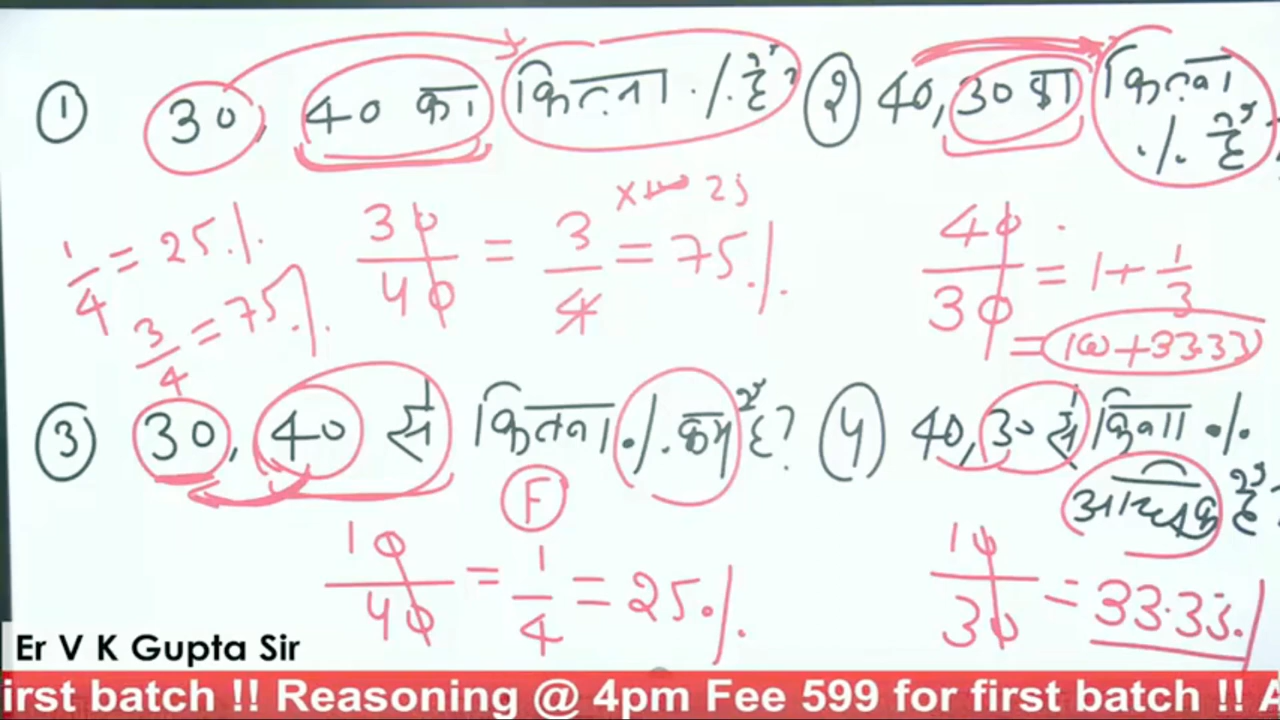 ① 30, 40 का कितना % है? ② 40, 30 का कितना % है?
1/4 = 25%
3/4 = 75%
30/40 = 3/4 × 100 25 = 75%
40/30 = 1 + 1/3
= 100 + 33.33
③ 30, 40 से कितना % कम है? ④ 40, 30 से कितना % अधिक है?
F
10/40 = 1/4 = 25%
10/30 = 33.33%
Er V K Gupta Sir
irst batch !! Reasoning @ 4pm Fee 599 for first batch !! A